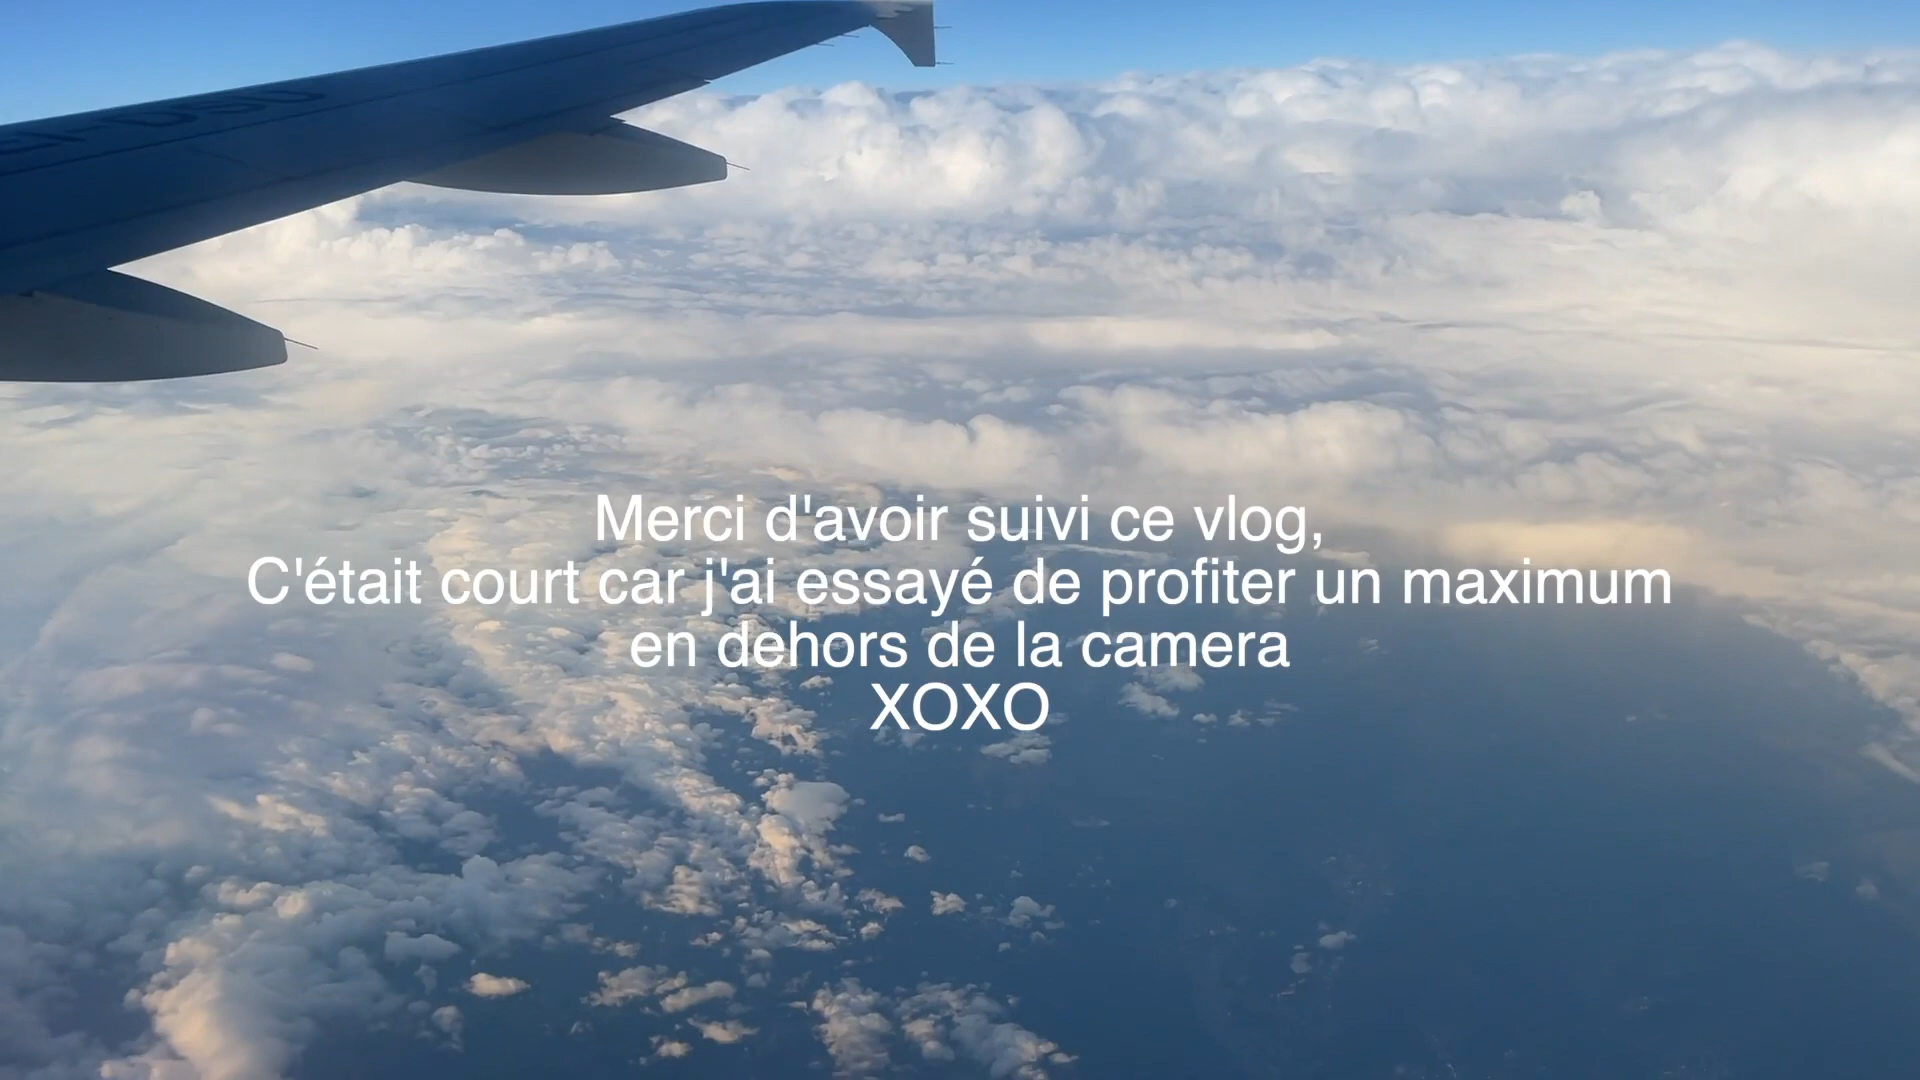 Merci d'avoir suivi ce vlog,
C'était court car j'ai essayé de profiter un maximum
en dehors de la camera
XOXO